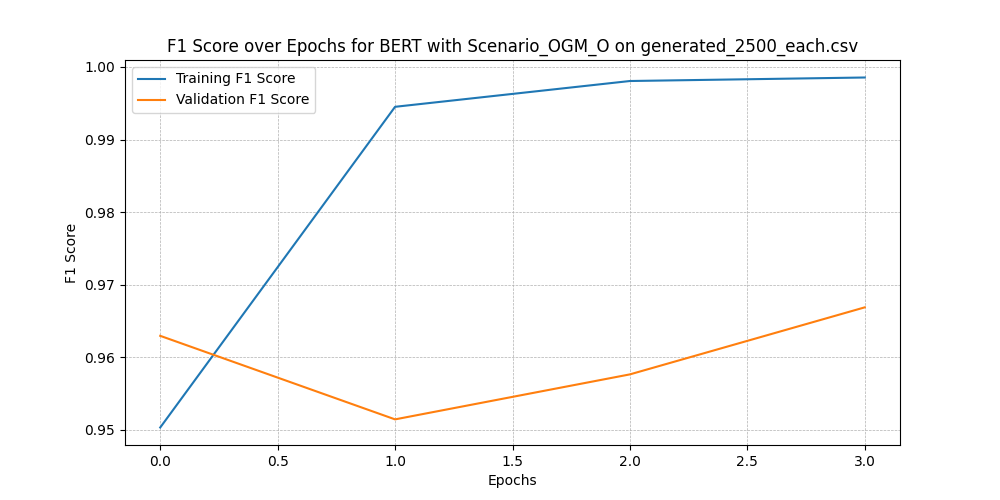 F1 Score over Epochs for BERT with Scenario_OGM_O on generated_2500_each.csv
Training F1 Score
Validation F1 Score
F1 Score
1.00
0.99
0.98
0.97
0.96
0.95
0.0 0.5 1.0 1.5 2.0 2.5 3.0
Epochs